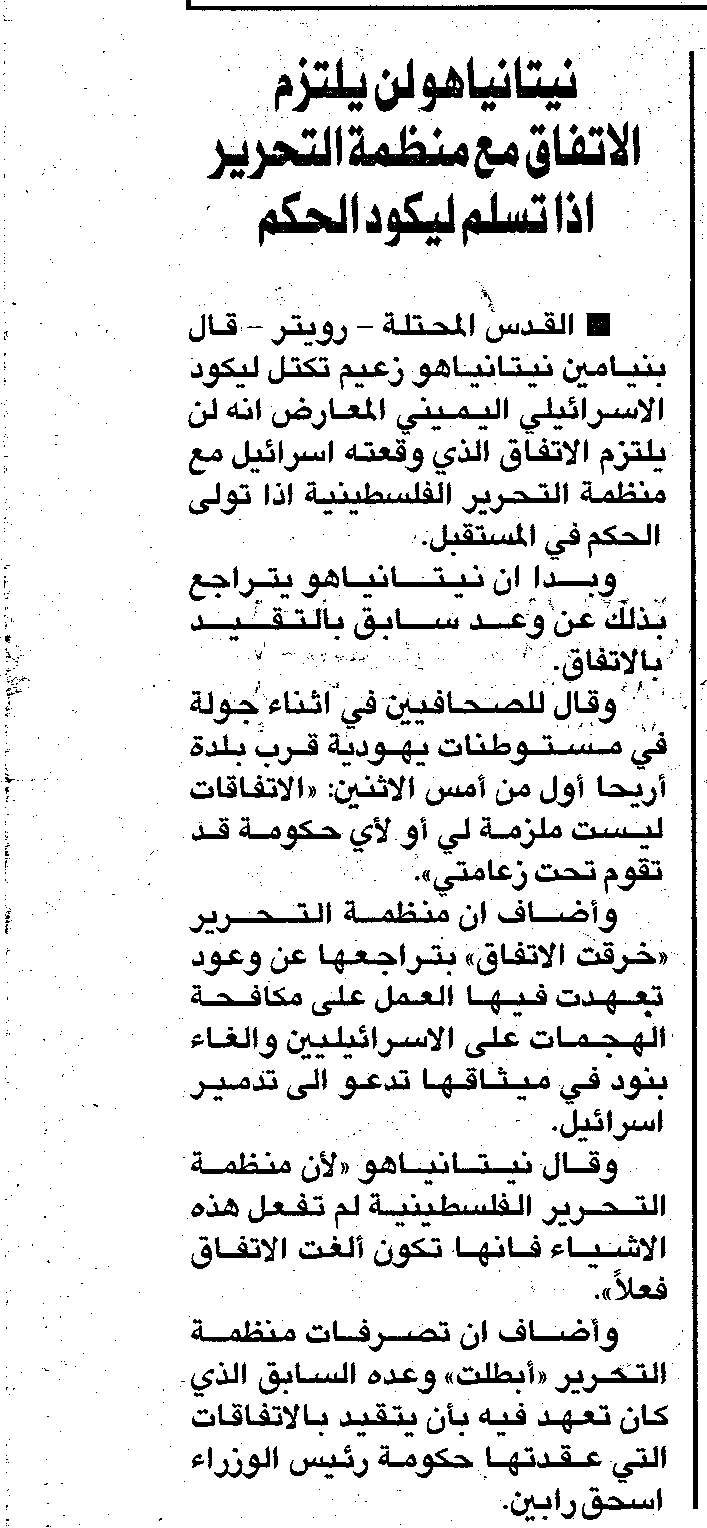 نيتانياهو لن يلتزم
الاتفاق مع منظمة التحرير
اذا تسلم ليكود الحكم
■ القدس المحتلة - رويتر - قال
بنيامين نيتانياهو زعيم تكتل ليكود
الاسرائيلي اليميني المعارض انه لن
يلتزم الاتفاق الذي وقعته اسرائيل مع
منظمة التحرير الفلسطينية اذا تولى
الحكم في المستقبل.
وبدا ان نيتانياهو يتراجع
بذلك عن وعد سابق بالتقيد
بالاتفاق.
وقال للصحافيين في اثناء جولة
في مستوطنات يهودية قرب بلدة
أريحا أول من أمس الاثنين: «الاتفاقات
ليست ملزمة لي أو لأي حكومة قد
تقوم تحت زعامتي».
وأضاف ان منظمة التحرير
«خرقت الاتفاق» بتراجعها عن وعود
تعهدت فيها العمل على مكافحة
الهجمات على الاسرائيليين والغاء
بنود في ميثاقها تدعو الى تدمير
اسرائيل.
وقال نيتانياهو «لأن منظمة
التحرير الفلسطينية لم تفعل هذه
الاشياء فانها تكون ألغت الاتفاق
فعلاً».
وأضاف ان تصرفات منظمة
التحرير «أبطلت» وعده السابق الذي
كان تعهد فيه بأن يتقيد بالاتفاقات
التي عقدتها حكومة رئيس الوزراء
اسحق رابين.